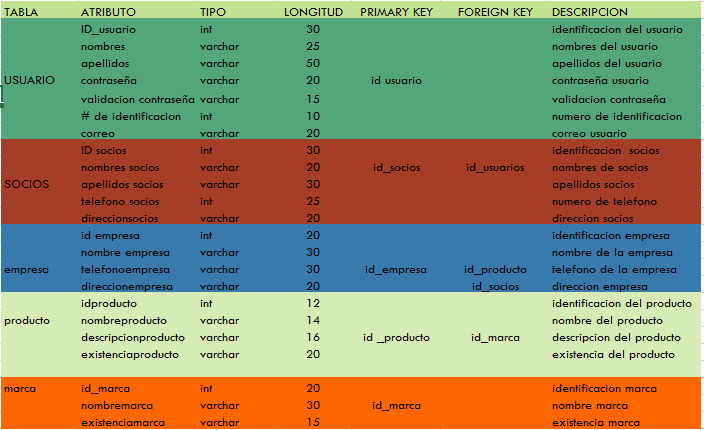 TABLA ATRIBUTO TIPO LONGITUD PRIMARY KEY FOREIGN KEY DESCRIPCION
ID_usuario int 30 identificacion del usuario
nombres varchar 25 nombres del usuario
apellidos varchar 50 apellidos del usuario
USUARIO contraseña varchar 20 id usuario contraseña usuario
validacion contraseña varchar 15 validacion contraseña
# de identificacion int 10 numero de identificacion
correo varchar 20 correo usuario
ID socios int 30 identificacion socios
nombres socios varchar 20 id_socios id_usuarios nombres de socios
SOCIOS apellidos socios varchar 30 apellidos socios
telefono socios int 25 numero de telefono
direccionsocios varchar 20 direccion socios
id empresa int 20 identificacion empresa
nombre empresa varchar 30 nombre de la empresa
empresa telefonoempresa varchar 30 id_empresa id_producto telefono de la empresa
direccionempresa varchar 20 id_socios direccion empresa
idproducto int 12 identificacion del producto
producto nombreproducto varchar 14 nombre del producto
descripcionproducto varchar 16 id _producto id_marca descripcion del producto
existenciaproducto varchar 20 existencia del producto
marca id_marca int 20 identificacion marca
nombremarca varchar 30 id_marca nombre marca
existenciamarca varchar 15 existencia marca